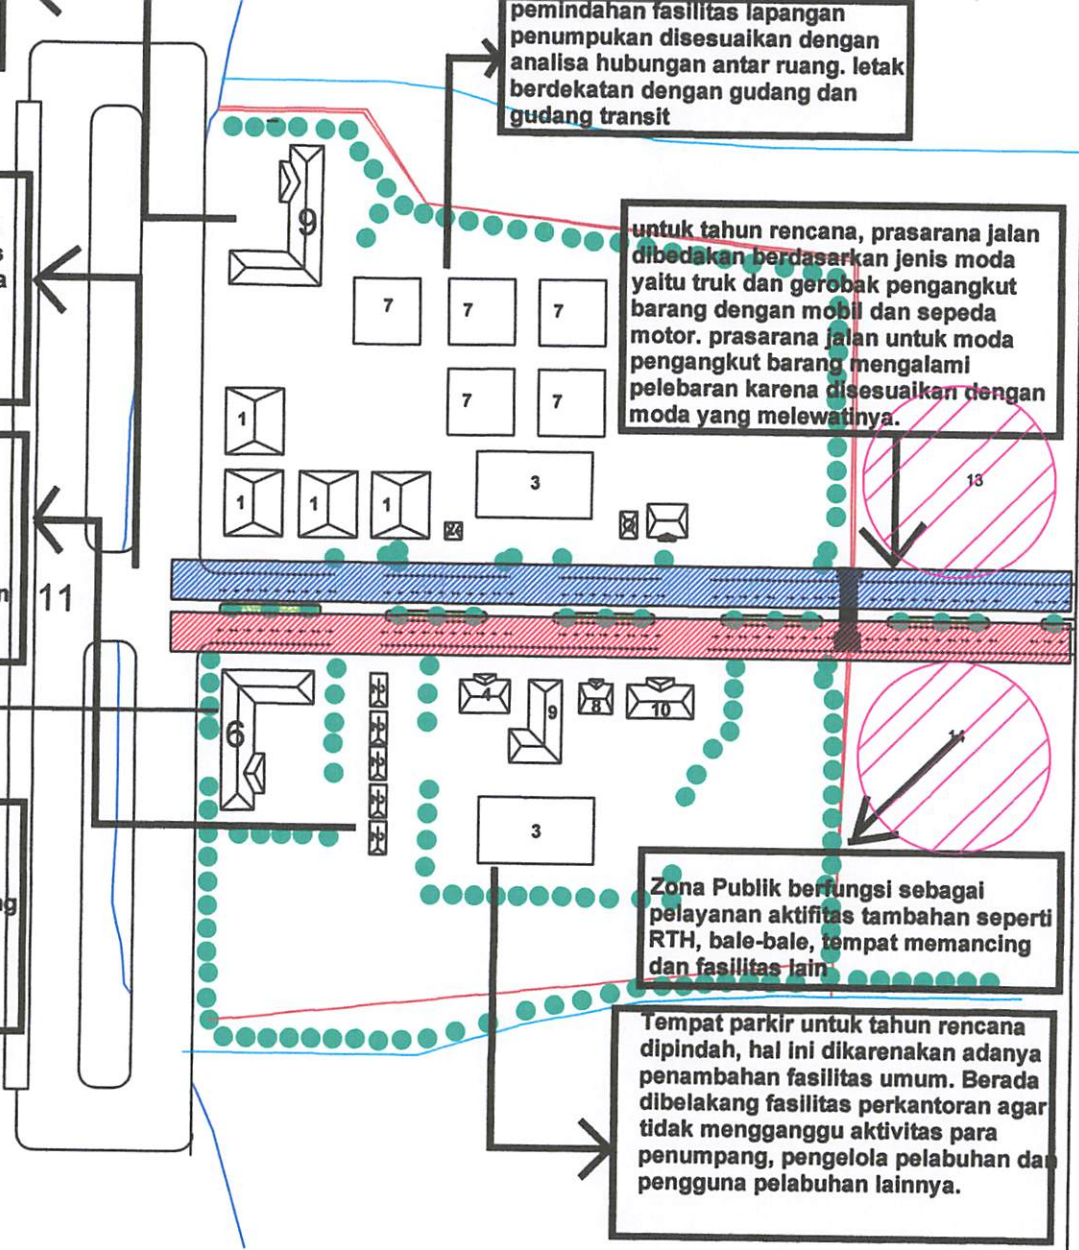 pemindahan fasilitas lapangan
penumpukan disesuaikan dengan
analisa hubungan antar ruang. letak
berdekatan dengan gudang dan
gudang transit
untuk tahun rencana, prasarana jalan
dibedakan berdasarkan jenis moda
yaitu truk dan gerobak pengangkut
barang dengan mobil dan sepeda
motor. prasarana jalan untuk moda
pengangkut barang mengalami
pelebaran karena disesuaikan dengan
moda yang melewatinya.
9
7
7
7
7
7
1
1
1
1
3
13
11
6
2
2
2
2
2
4
9
8
10
3
14
Zona Publik berfungsi sebagai
pelayanan aktifitas tambahan seperti
RTH, bale-bale, tempat memancing
dan fasilitas lain
Tempat parkir untuk tahun rencana
dipindah, hal ini dikarenakan adanya
penambahan fasilitas umum. Berada
dibelakang fasilitas perkantoran agar
tidak mengganggu aktivitas para
penumpang, pengelola pelabuhan dan
pengguna pelabuhan lainnya.